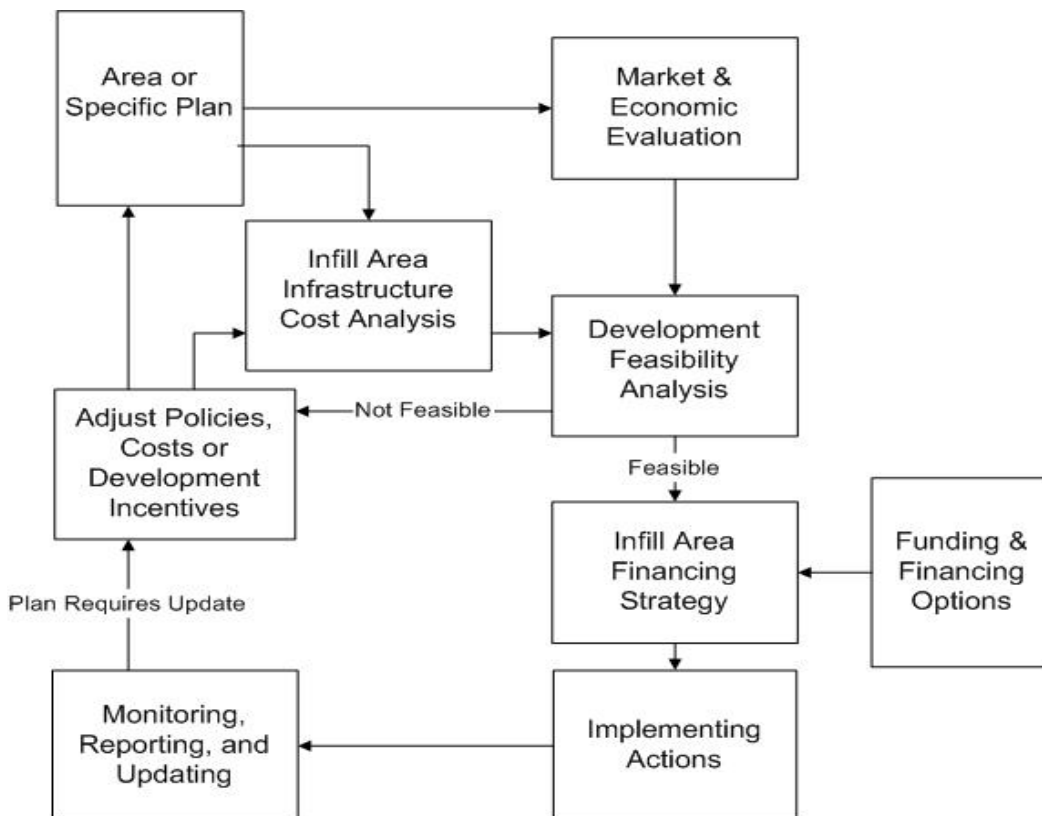 Area or
Specific Plan
Market &
Economic
Evaluation
Infill Area
Infrastructure
Cost Analysis
Development
Feasibility
Analysis
Not Feasible
Adjust Policies,
Costs or
Development
Incentives
Feasible
Infill Area
Financing
Strategy
Funding &
Financing
Options
Plan Requires Update
Monitoring,
Reporting, and
Updating
Implementing
Actions